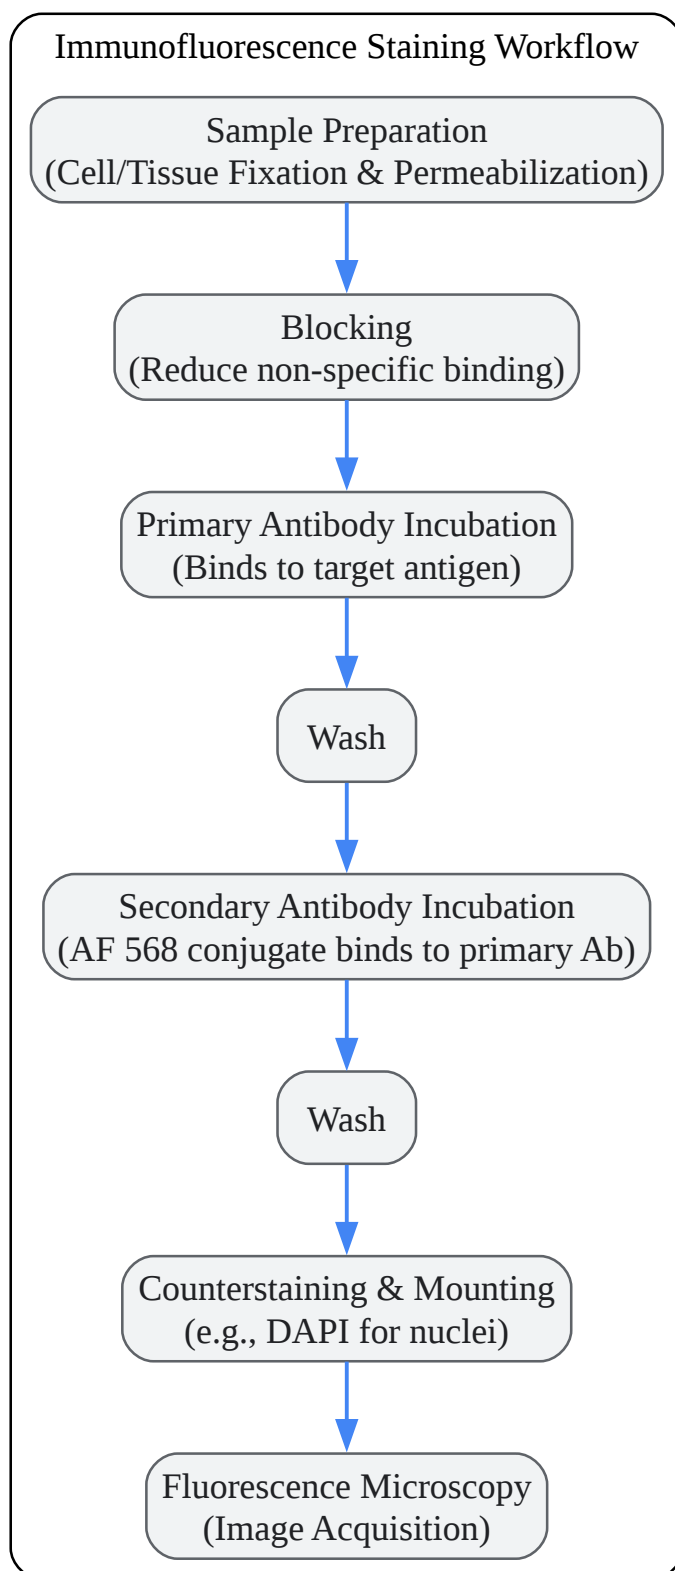 Immunofluorescence Staining Workflow
Sample Preparation
(Cell/Tissue Fixation & Permeabilization)
Blocking
(Reduce non-specific binding)
Primary Antibody Incubation
(Binds to target antigen)
Wash
Secondary Antibody Incubation
(AF 568 conjugate binds to primary Ab)
Wash
Counterstaining & Mounting
(e.g., DAPI for nuclei)
Fluorescence Microscopy
(Image Acquisition)